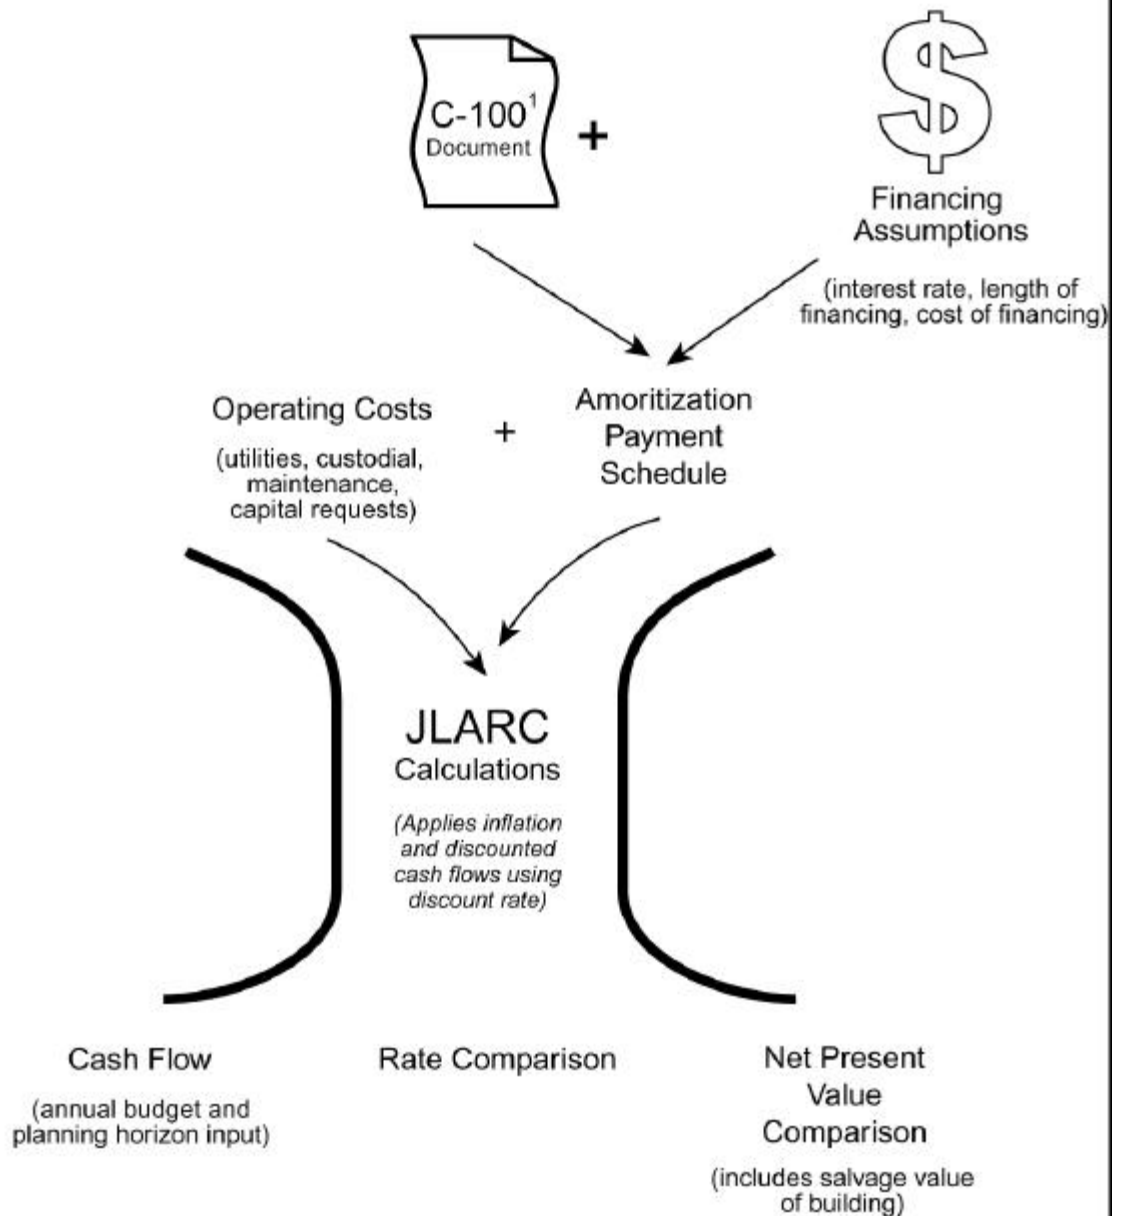 C-100¹
Document
+
$
Financing
Assumptions
(interest rate, length of
financing, cost of financing)
Operating Costs
(utilities, custodial,
maintenance,
capital requests)
+
Amoritization
Payment
Schedule
JLARC
Calculations
(Applies inflation
and discounted
cash flows using
discount rate)
Cash Flow
(annual budget and
planning horizon input)
Rate Comparison
Net Present
Value
Comparison
(includes salvage value
of building)